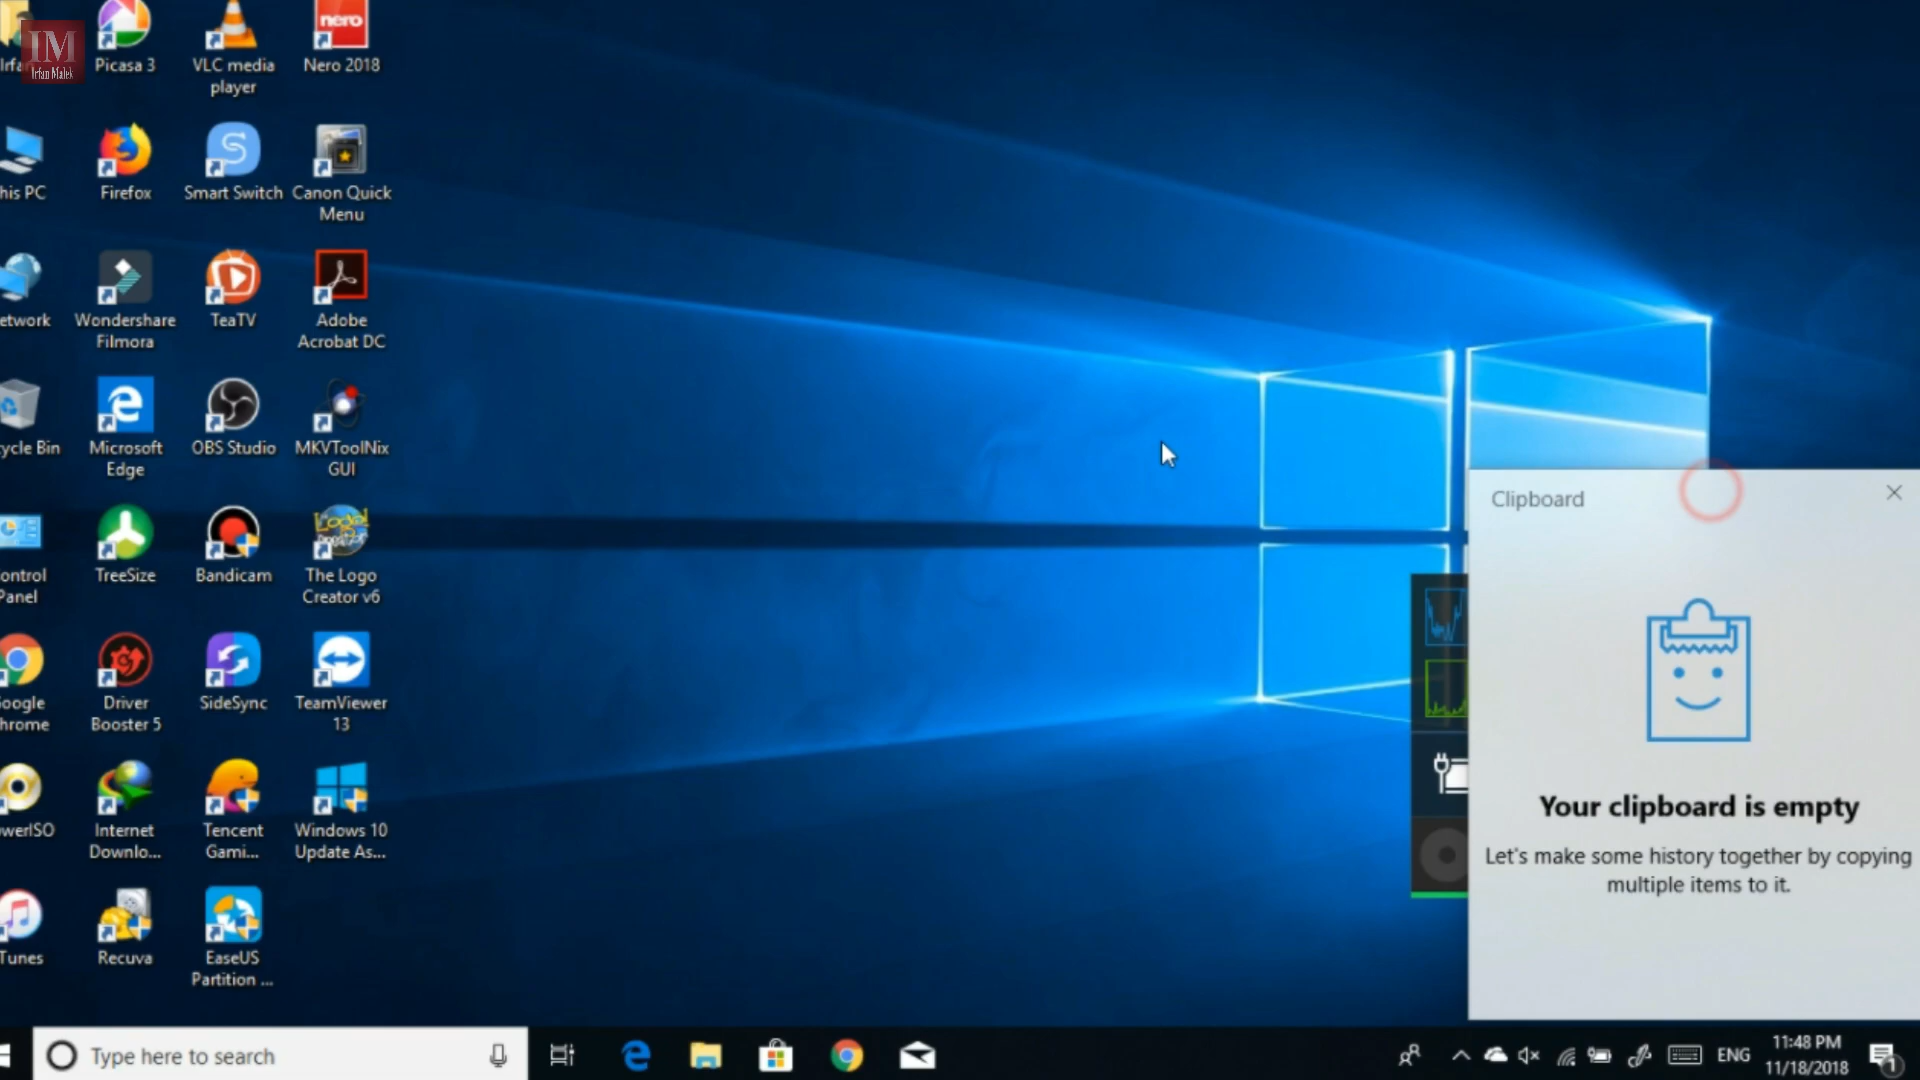 IM
Irfan Malek
Picasa 3
VLC media
player
nero
Nero 2018
his PC
Firefox
Smart Switch
Canon Quick
Menu
etwork
Wondershare
Filmora
TeaTV
Adobe
Acrobat DC
ycle Bin
Microsoft
Edge
OBS Studio
MKVToolNix
GUI
ontrol
Panel
TreeSize
Bandicam
The Logo
Creator v6
oogle
hrome
Driver
Booster 5
SideSync
TeamViewer
13
werISO
Internet
Downlo...
Tencent
Gami...
Windows 10
Update As...
Tunes
Recuva
EaseUS
Partition ...
Clipboard
Your clipboard is empty
Let's make some history together by copying
multiple items to it.
Type here to search
ENG
11:48 PM
11/18/2018
1